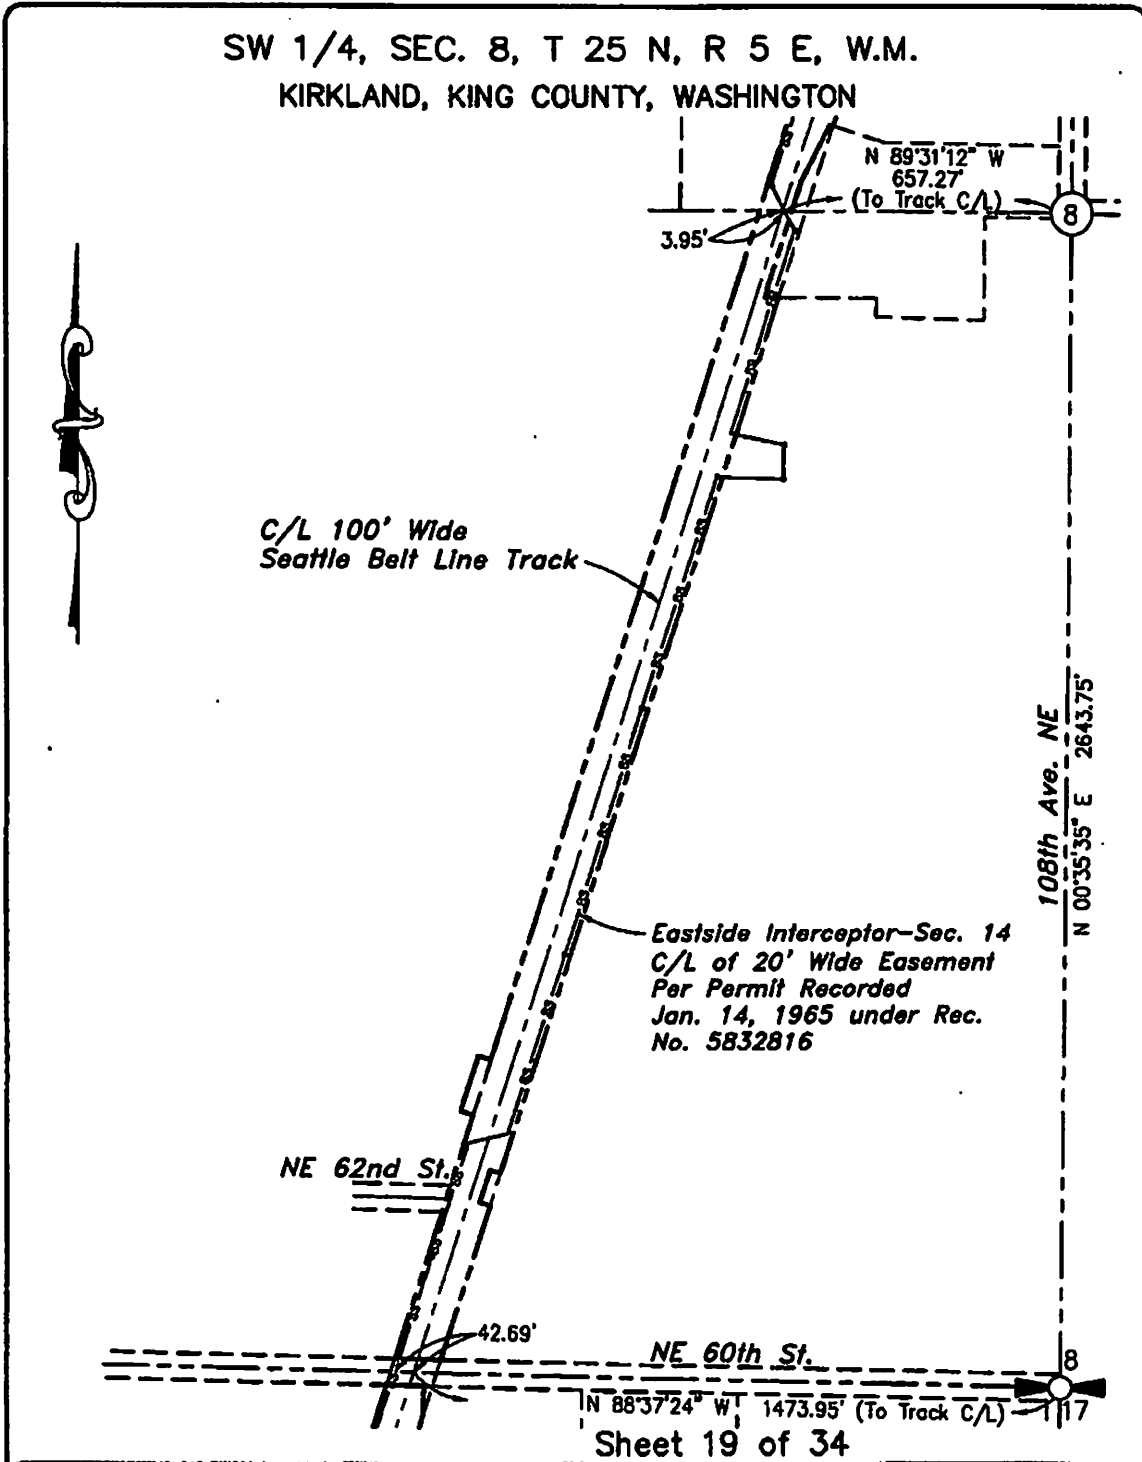 SW 1/4, SEC. 8, T 25 N, R 5 E, W.M.
KIRKLAND, KING COUNTY, WASHINGTON
N 89°31'12" W
657.27'
(To Track C/L)
8
3.95'
C/L 100' Wide
Seattle Belt Line Track
108th Ave. NE
N 00°35'35" E 2643.75'
Eastside Interceptor-Sec. 14
C/L of 20' Wide Easement
Per Permit Recorded
Jan. 14, 1965 under Rec.
No. 5832816
NE 62nd St.
42.69'
NE 60th St.
8
17
N 88°37'24" W 1473.95' (To Track C/L)
Sheet 19 of 34